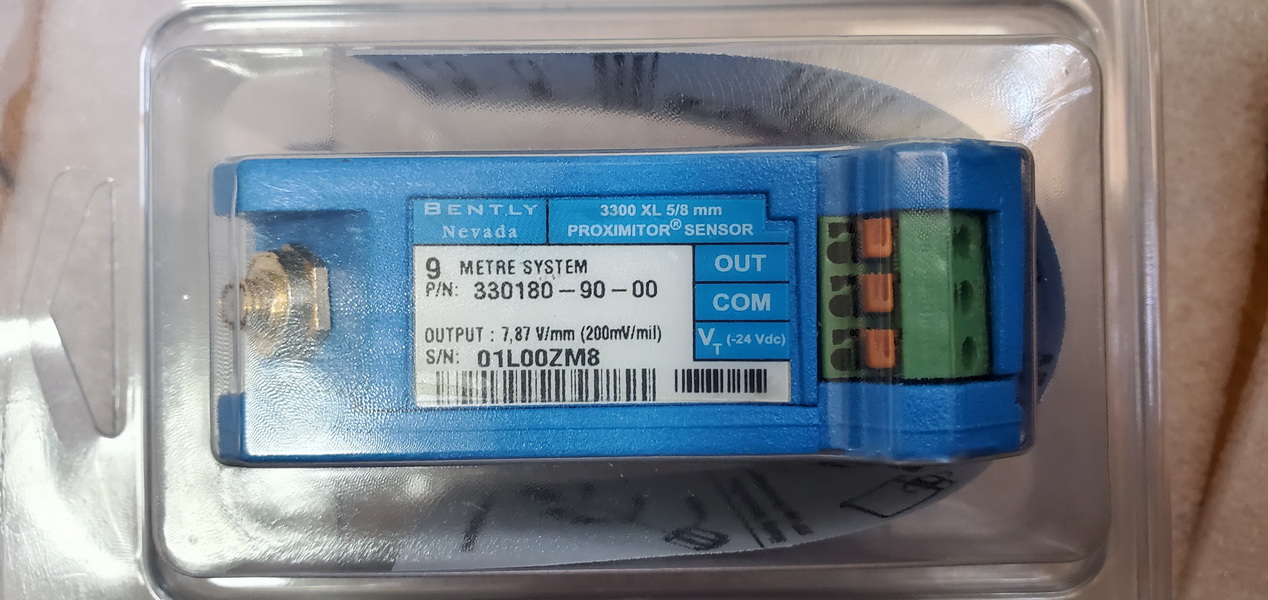 BENTLY
Nevada
3300 XL 5/8 mm
PROXIMITOR® SENSOR
9 METRE SYSTEM
P/N: 330180-90-00
OUTPUT : 7,87 V/mm (200mV/mil)
S/N: 01L00ZM8
OUT
COM
VT (-24 Vdc)